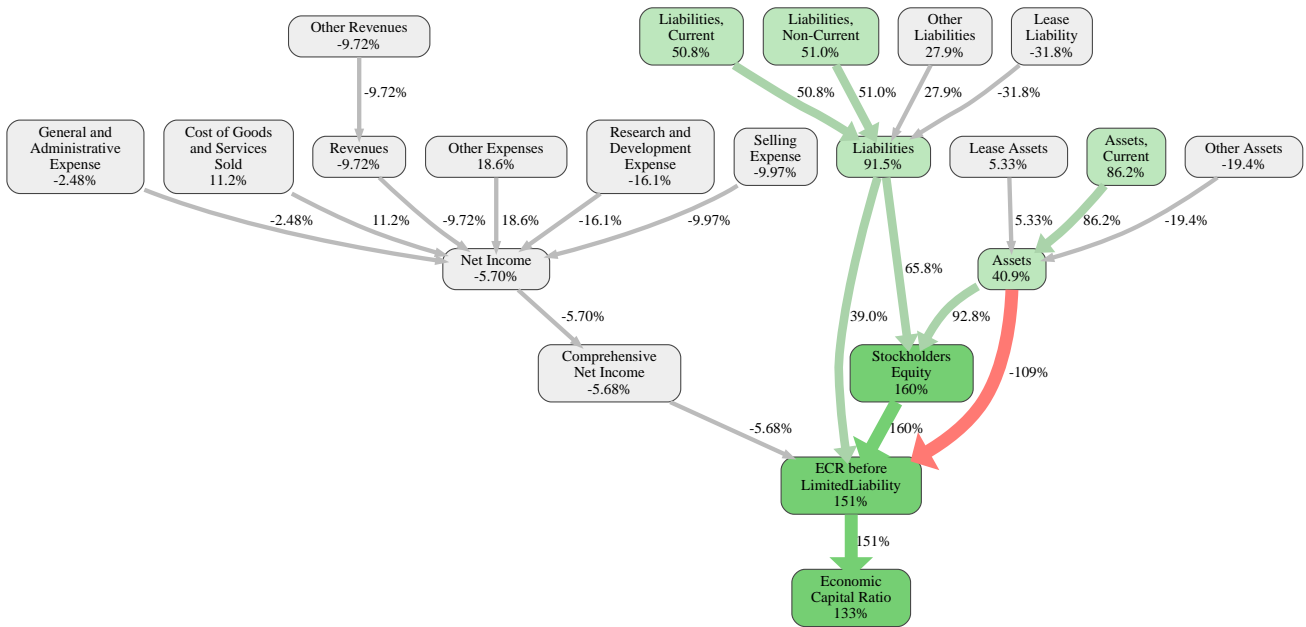 Other Revenues
-9.72%
Liabilities,
Current
50.8%
Liabilities,
Non-Current
51.0%
Other
Liabilities
27.9%
Lease
Liability
-31.8%
-9.72%
50.8%
51.0%
27.9%
-31.8%
General and
Administrative
Expense
-2.48%
Cost of Goods
and Services
Sold
11.2%
Revenues
-9.72%
Other Expenses
18.6%
Research and
Development
Expense
-16.1%
Selling
Expense
-9.97%
Liabilities
91.5%
Lease Assets
5.33%
Assets,
Current
86.2%
Other Assets
-19.4%
-2.48%
11.2%
-9.72%
18.6%
-16.1%
-9.97%
5.33%
86.2%
-19.4%
Net Income
-5.70%
65.8%
Assets
40.9%
-5.70%
39.0%
92.8%
Comprehensive
Net Income
-5.68%
Stockholders
Equity
160%
-109%
-5.68%
160%
ECR before
LimitedLiability
151%
151%
Economic
Capital Ratio
133%